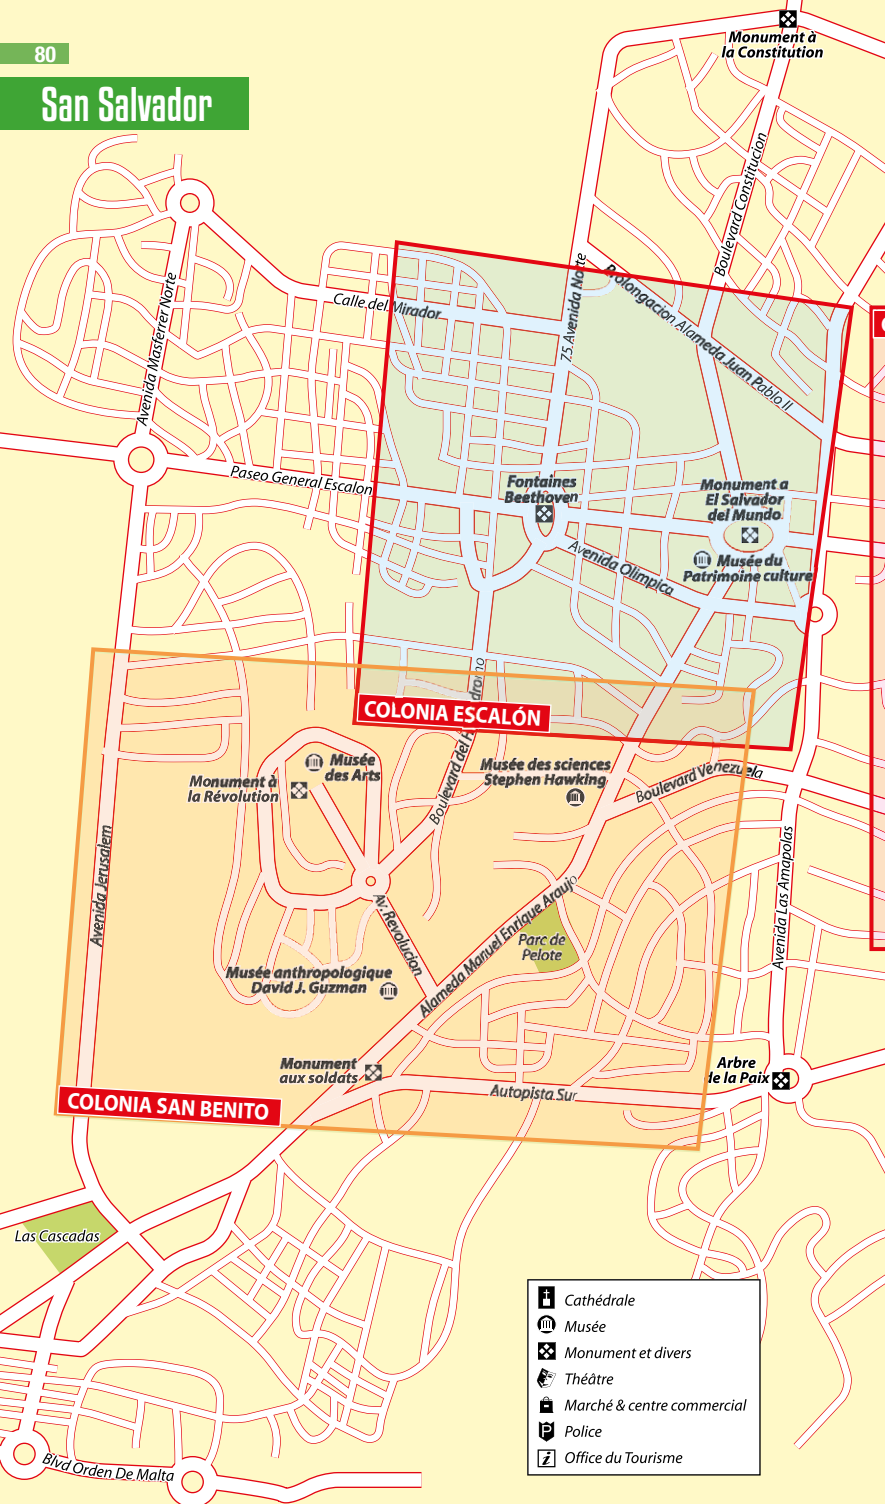 80
San Salvador
Monument à
la Constitution
Boulevard Constitucion
Avenida Masferrer Norte
Calle del Mirador
75 Avenida Norte
Prolongacion Alameda Juan Pablo II
Paseo General Escalon
Fontaines
Beethoven
Monument a
El Salvador
del Mundo
Avenida Olimpica
Musée du
Patrimoine culture
COLONIA ESCALÓN
Boulevard del H
dromo
Musée
des Arts
Monument à
la Révolution
Musée des sciences
Stephen Hawking
Boulevard Venezuela
Avenida Jerusalem
Avenida Las Amapolas
Av. Revolucion
Alameda Manuel Enrique Araujo
Parc de
Pelote
Musée anthropologique
David J. Guzman
Monument
aux soldats
Arbre
de la Paix
Autopista Sur
COLONIA SAN BENITO
Las Cascadas
Cathédrale
Musée
Monument et divers
Théâtre
Marché & centre commercial
Police
Office du Tourisme
Blvd Orden De Malta